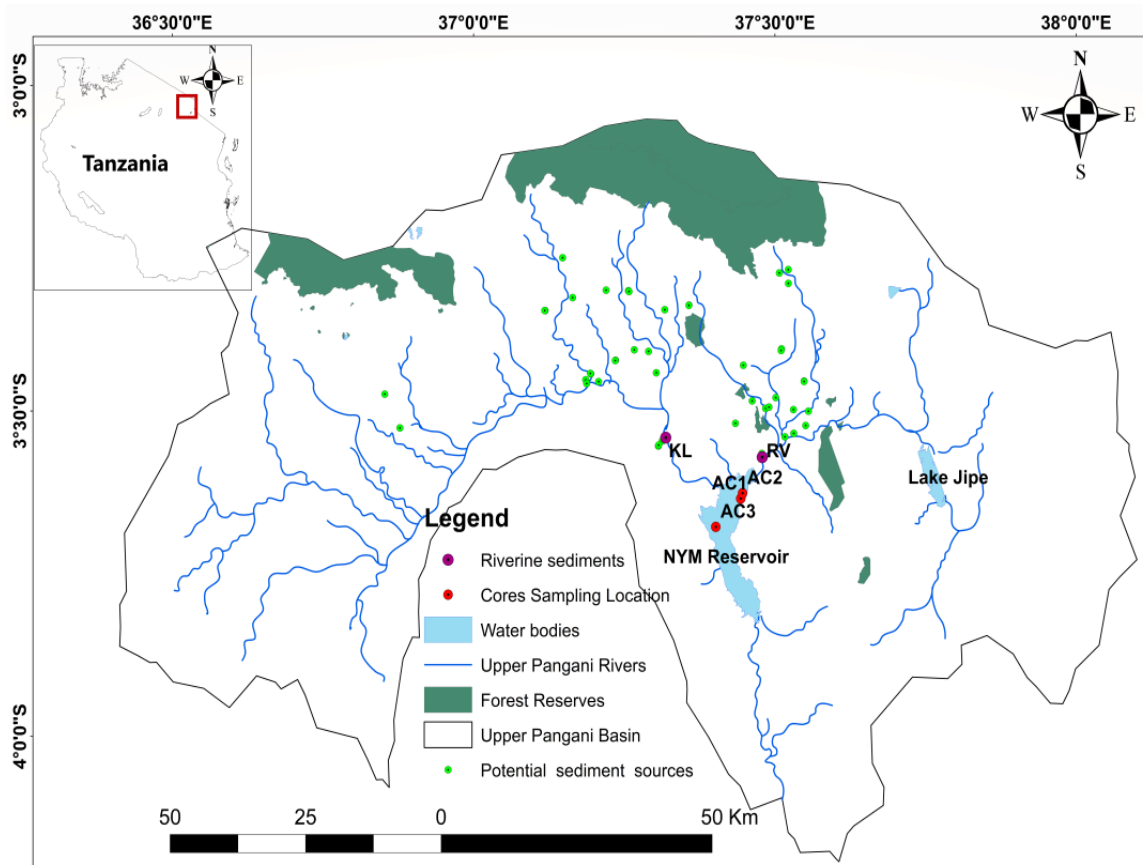 36°30'0"E 37°0'0"E 37°30'0"E 38°0'0"E
N
W E
S
Tanzania
N
W E
S
3°0'0"S
3°30'0"S
4°0'0"S
KL
RV
AC1
AC2
AC3
Lake Jipe
NYM Reservoir
Legend
Riverine sediments
Cores Sampling Location
Water bodies
Upper Pangani Rivers
Forest Reserves
Upper Pangani Basin
Potential sediment sources
50 25 0 50 Km